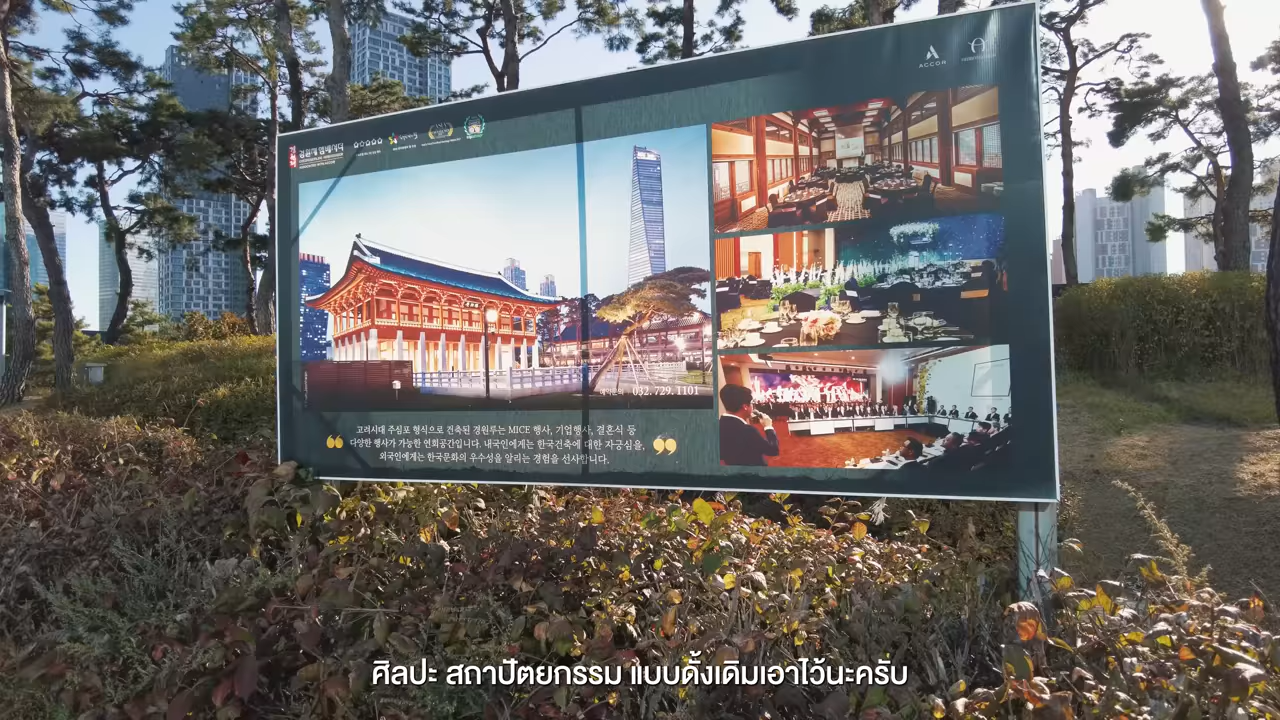 ACCOR
경원재 앰배서더
예약문의 032. 729. 1101
고려시대 주심포 형식으로 건축된 경원루는 MICE 행사, 기업행사, 결혼식 등
다양한 행사가 가능한 연회공간입니다. 내국인에게는 한국건축에 대한 자긍심을,
외국인에게는 한국문화의 우수성을 알리는 경험을 선사합니다.
ศิลปะ สถาปัตยกรรม แบบดั้งเดิมเอาไว้นะครับ